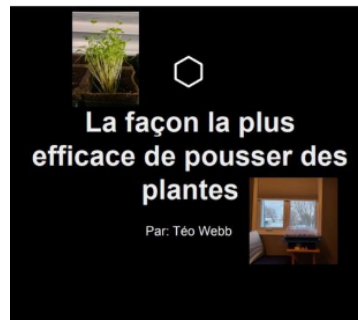 La façon la plus
efficace de pousser des
plantes
Par: Téo Webb